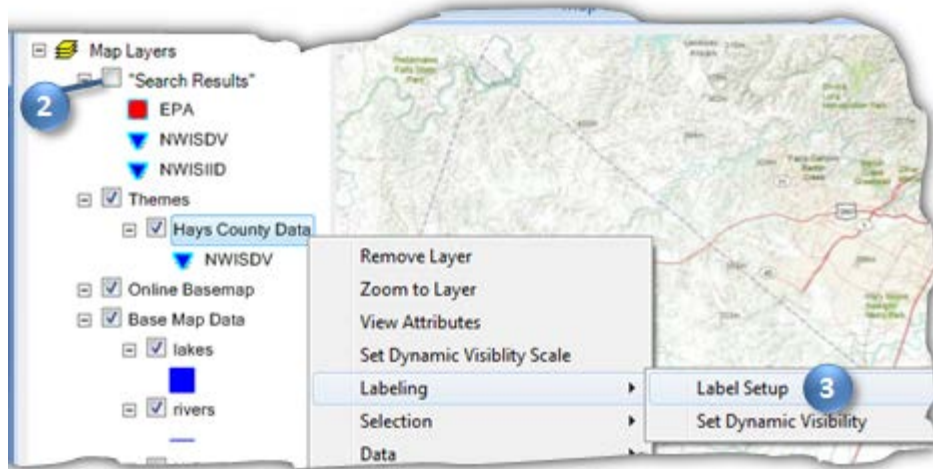 Map Layers
"Search Results"
2
EPA
NWISDV
NWISIID
Themes
Hays County Data
NWISDV
Online Basemap
Base Map Data
lakes
rivers
Remove Layer
Zoom to Layer
View Attributes
Set Dynamic Visiblity Scale
Labeling
Selection
Data
Label Setup
3
Set Dynamic Visibility